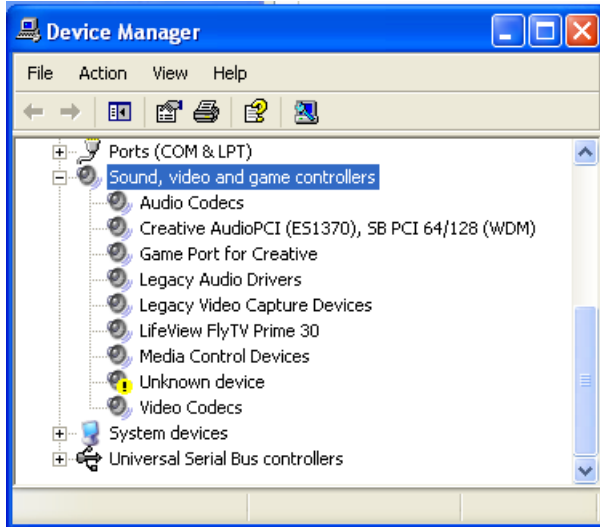 Device Manager
File Action View Help
Ports (COM & LPT)
Sound, video and game controllers
Audio Codecs
Creative AudioPCI (ES1370), SB PCI 64/128 (WDM)
Game Port for Creative
Legacy Audio Drivers
Legacy Video Capture Devices
LifeView FlyTV Prime 30
Media Control Devices
Unknown device
Video Codecs
System devices
Universal Serial Bus controllers